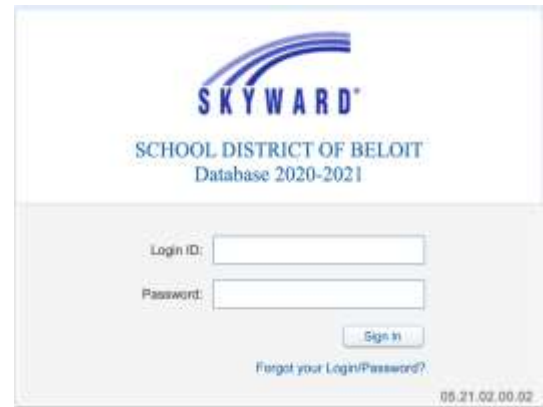 SKYWARD®
SCHOOL DISTRICT OF BELOIT
Database 2020-2021
Login ID:
Password:
Sign In
Forgot your Login/Password?
05.21.02.00.02